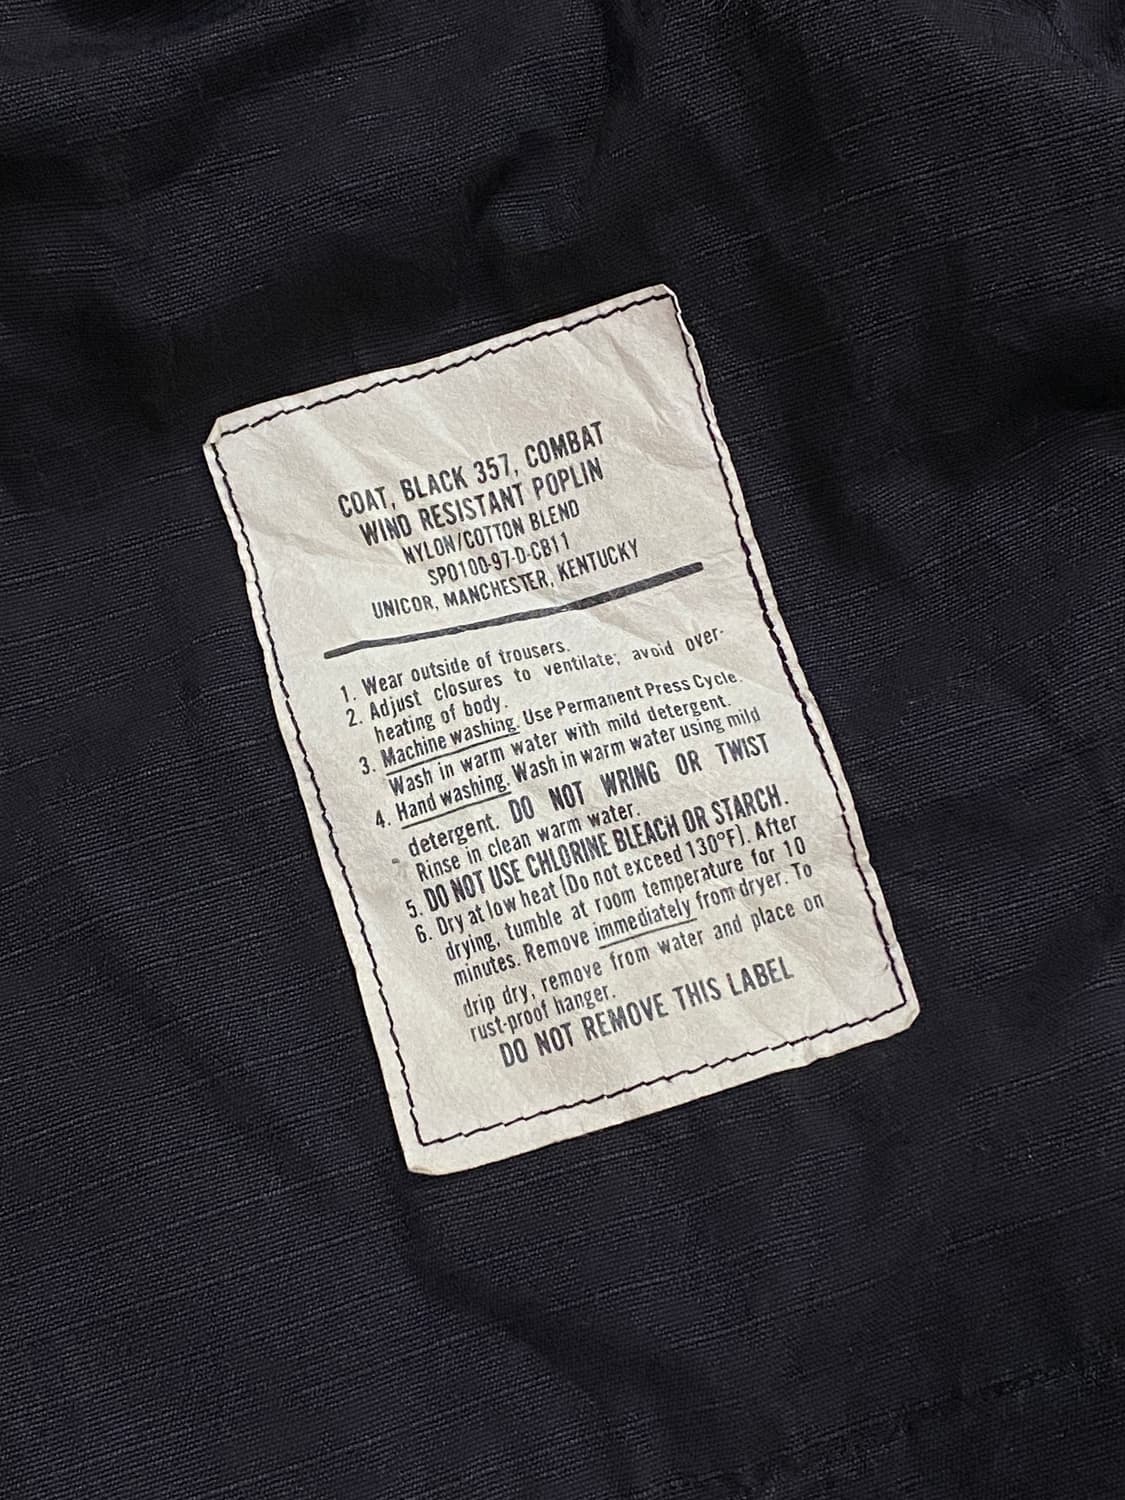 COAT, BLACK 357, COMBAT
WIND RESISTANT POPLIN
NYLON/COTTON BLEND
SPO100-97-D-CB11
UNICOR, MANCHESTER, KENTUCKY
1. Wear outside of trousers.
2. Adjust closures to ventilate; avoid over-
heating of body.
3. Machine washing. Use Permanent Press Cycle.
Wash in warm water with mild detergent.
4. Hand washing. Wash in warm water using mild
detergent. DO NOT WRING OR TWIST
Rinse in clean warm water.
5. DO NOT USE CHLORINE BLEACH OR STARCH.
6. Dry at low heat (Do not exceed 130°F). After
drying, tumble at room temperature for 10
minutes. Remove immediately from dryer. To
drip dry, remove from water and place on
rust-proof hanger.
DO NOT REMOVE THIS LABEL